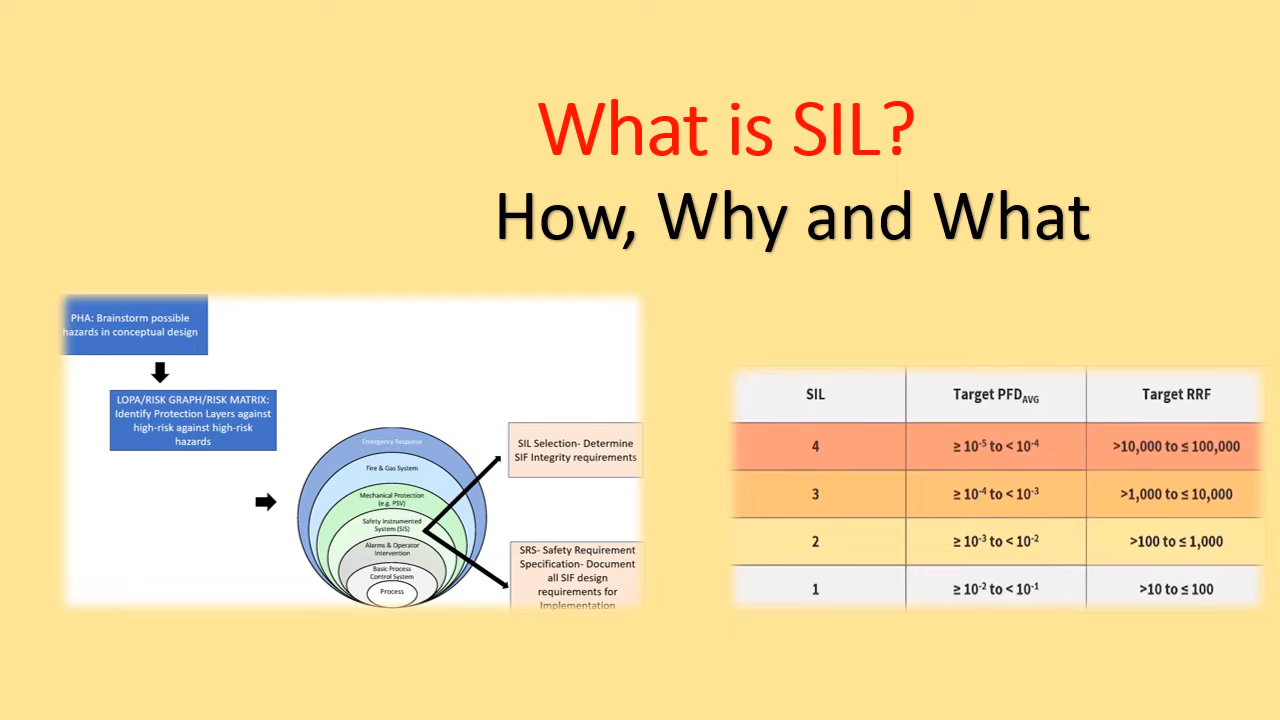 What is SIL?
How, Why and What
PHA: Brainstorm possible
hazards in conceptual design
LOPA/RISK GRAPH/RISK MATRIX:
Identify Protection Layers against
high-risk against high-risk
hazards
Emergency Response
Fire & Gas System
Mechanical Protection
(e.g. PSV)
Safety Instrumented
System (SIS)
Alarms & Operator
Intervention
Basic Process
Control System
Process
SIL Selection- Determine
SIF Integrity requirements
SRS- Safety Requirement
Specification- Document
all SIF design
requirements for
Implementation
SIL Target PFDAVG Target RRF
4 ≥ 10-5 to < 10-4 >10,000 to ≤ 100,000
3 ≥ 10-4 to < 10-3 >1,000 to ≤ 10,000
2 ≥ 10-3 to < 10-2 >100 to ≤ 1,000
1 ≥ 10-2 to < 10-1 >10 to ≤ 100